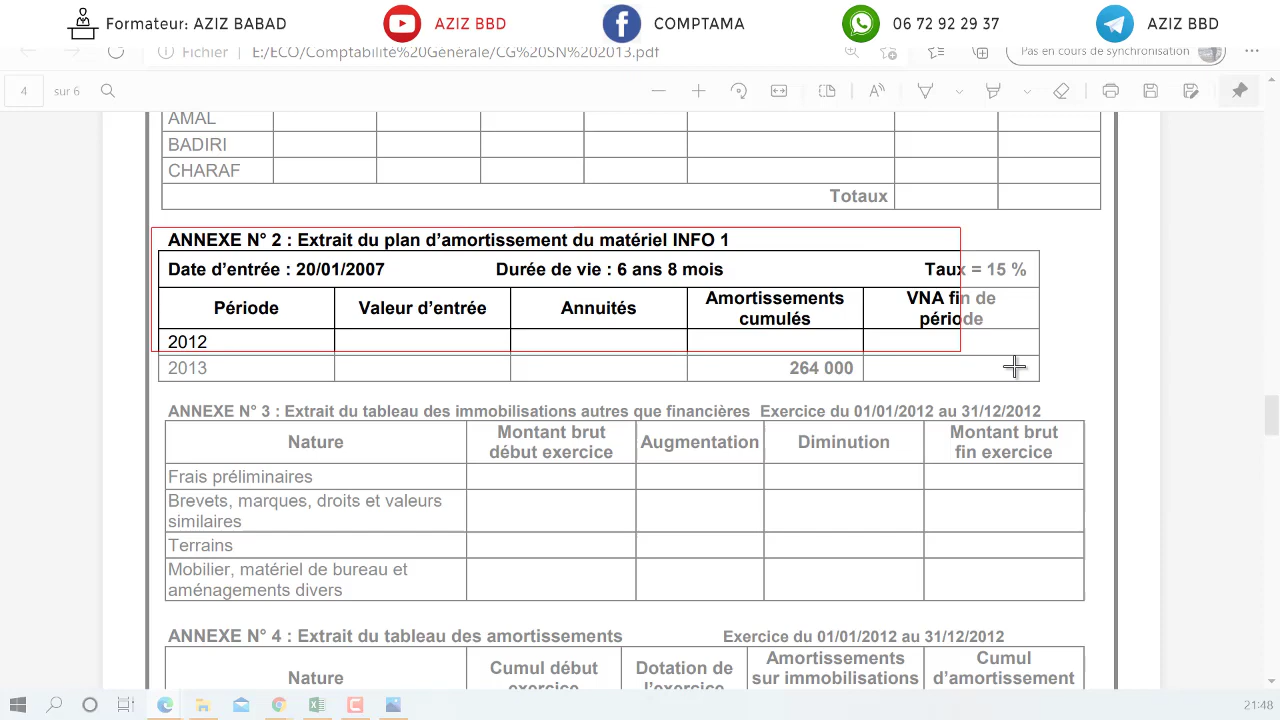 Formateur: AZIZ BABAD AZIZ BBD COMPTAMA 06 72 92 29 37 AZIZ BBD
Fichier E:/ECO/Comptabilité%20Générale/CG%20SN%202013.pdf Pas en cours de synchronisation
4 sur 6
AMAL
BADIRI
CHARAF
Totaux
ANNEXE N° 2 : Extrait du plan d’amortissement du matériel INFO 1
Date d’entrée : 20/01/2007 Durée de vie : 6 ans 8 mois Taux = 15 %
Période Valeur d’entrée Annuités Amortissements cumulés VNA fin de période
2012
2013 264 000
ANNEXE N° 3 : Extrait du tableau des immobilisations autres que financières Exercice du 01/01/2012 au 31/12/2012
Nature Montant brut début exercice Augmentation Diminution Montant brut fin exercice
Frais préliminaires
Brevets, marques, droits et valeurs
similaires
Terrains
Mobilier, matériel de bureau et
aménagements divers
ANNEXE N° 4 : Extrait du tableau des amortissements Exercice du 01/01/2012 au 31/12/2012
Nature Cumul début exercice Dotation de l’exercice Amortissements sur immobilisations Cumul d’amortissement
21:48